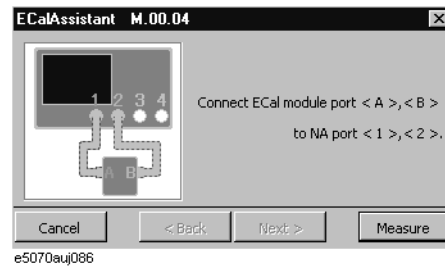 ECalAssistant M.00.04
1 2 3 4
A B
Connect ECal module port < A >,< B >
to NA port < 1 >,< 2 >.
Cancel < Back Next > Measure
e5070auj086